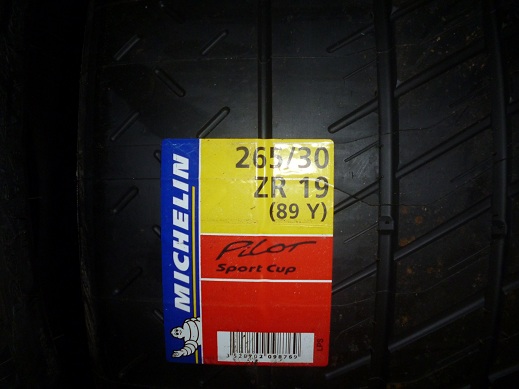 265/30
ZR 19
(89 Y)
MICHELIN
PiLOT
Sport Cup